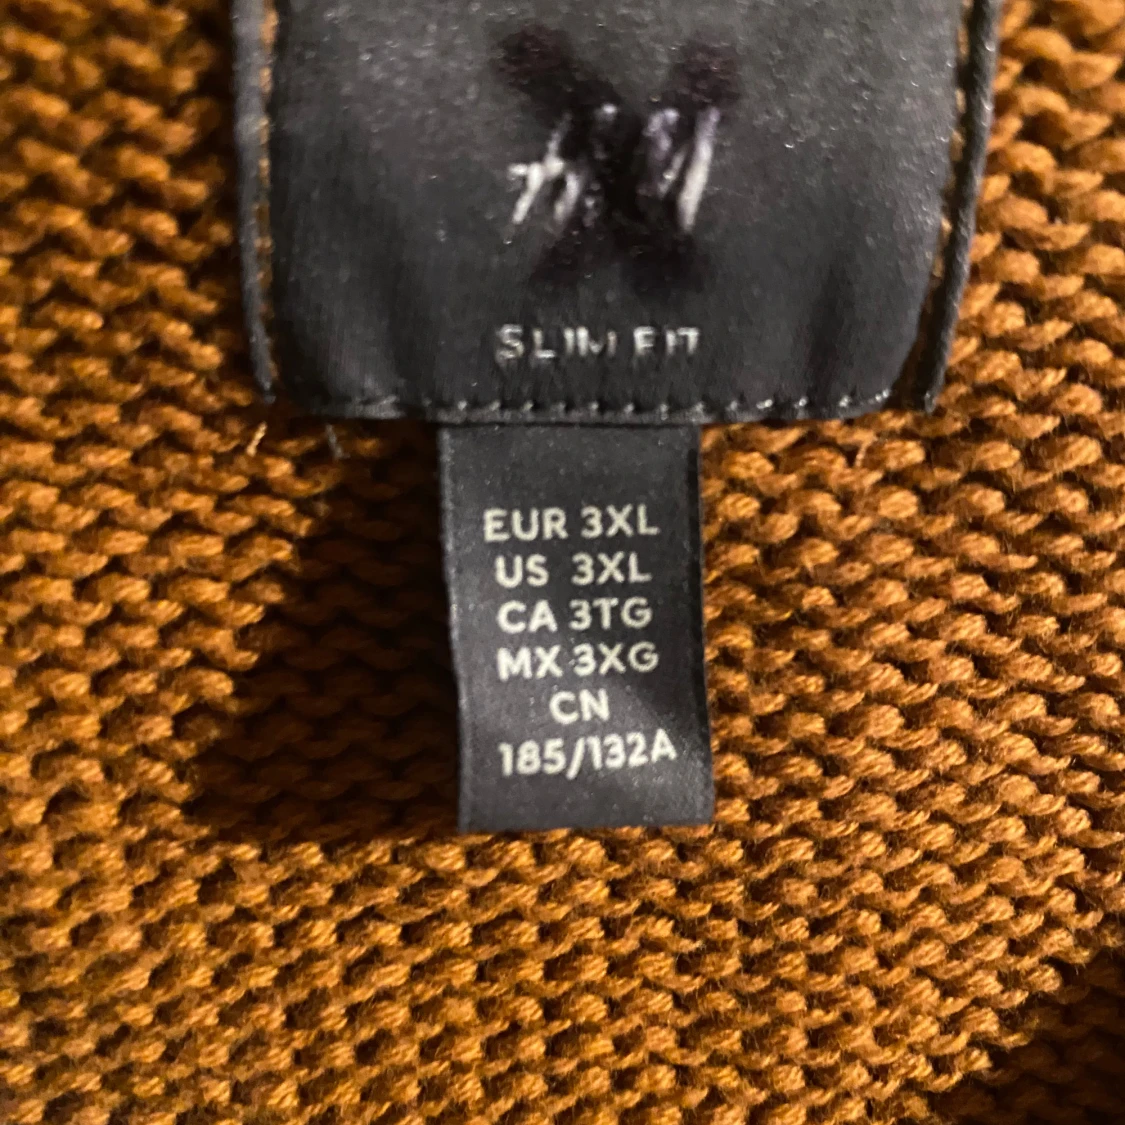 SLIM FIT
EUR 3XL
US 3XL
CA 3TG
MX 3XG
CN
185/132A